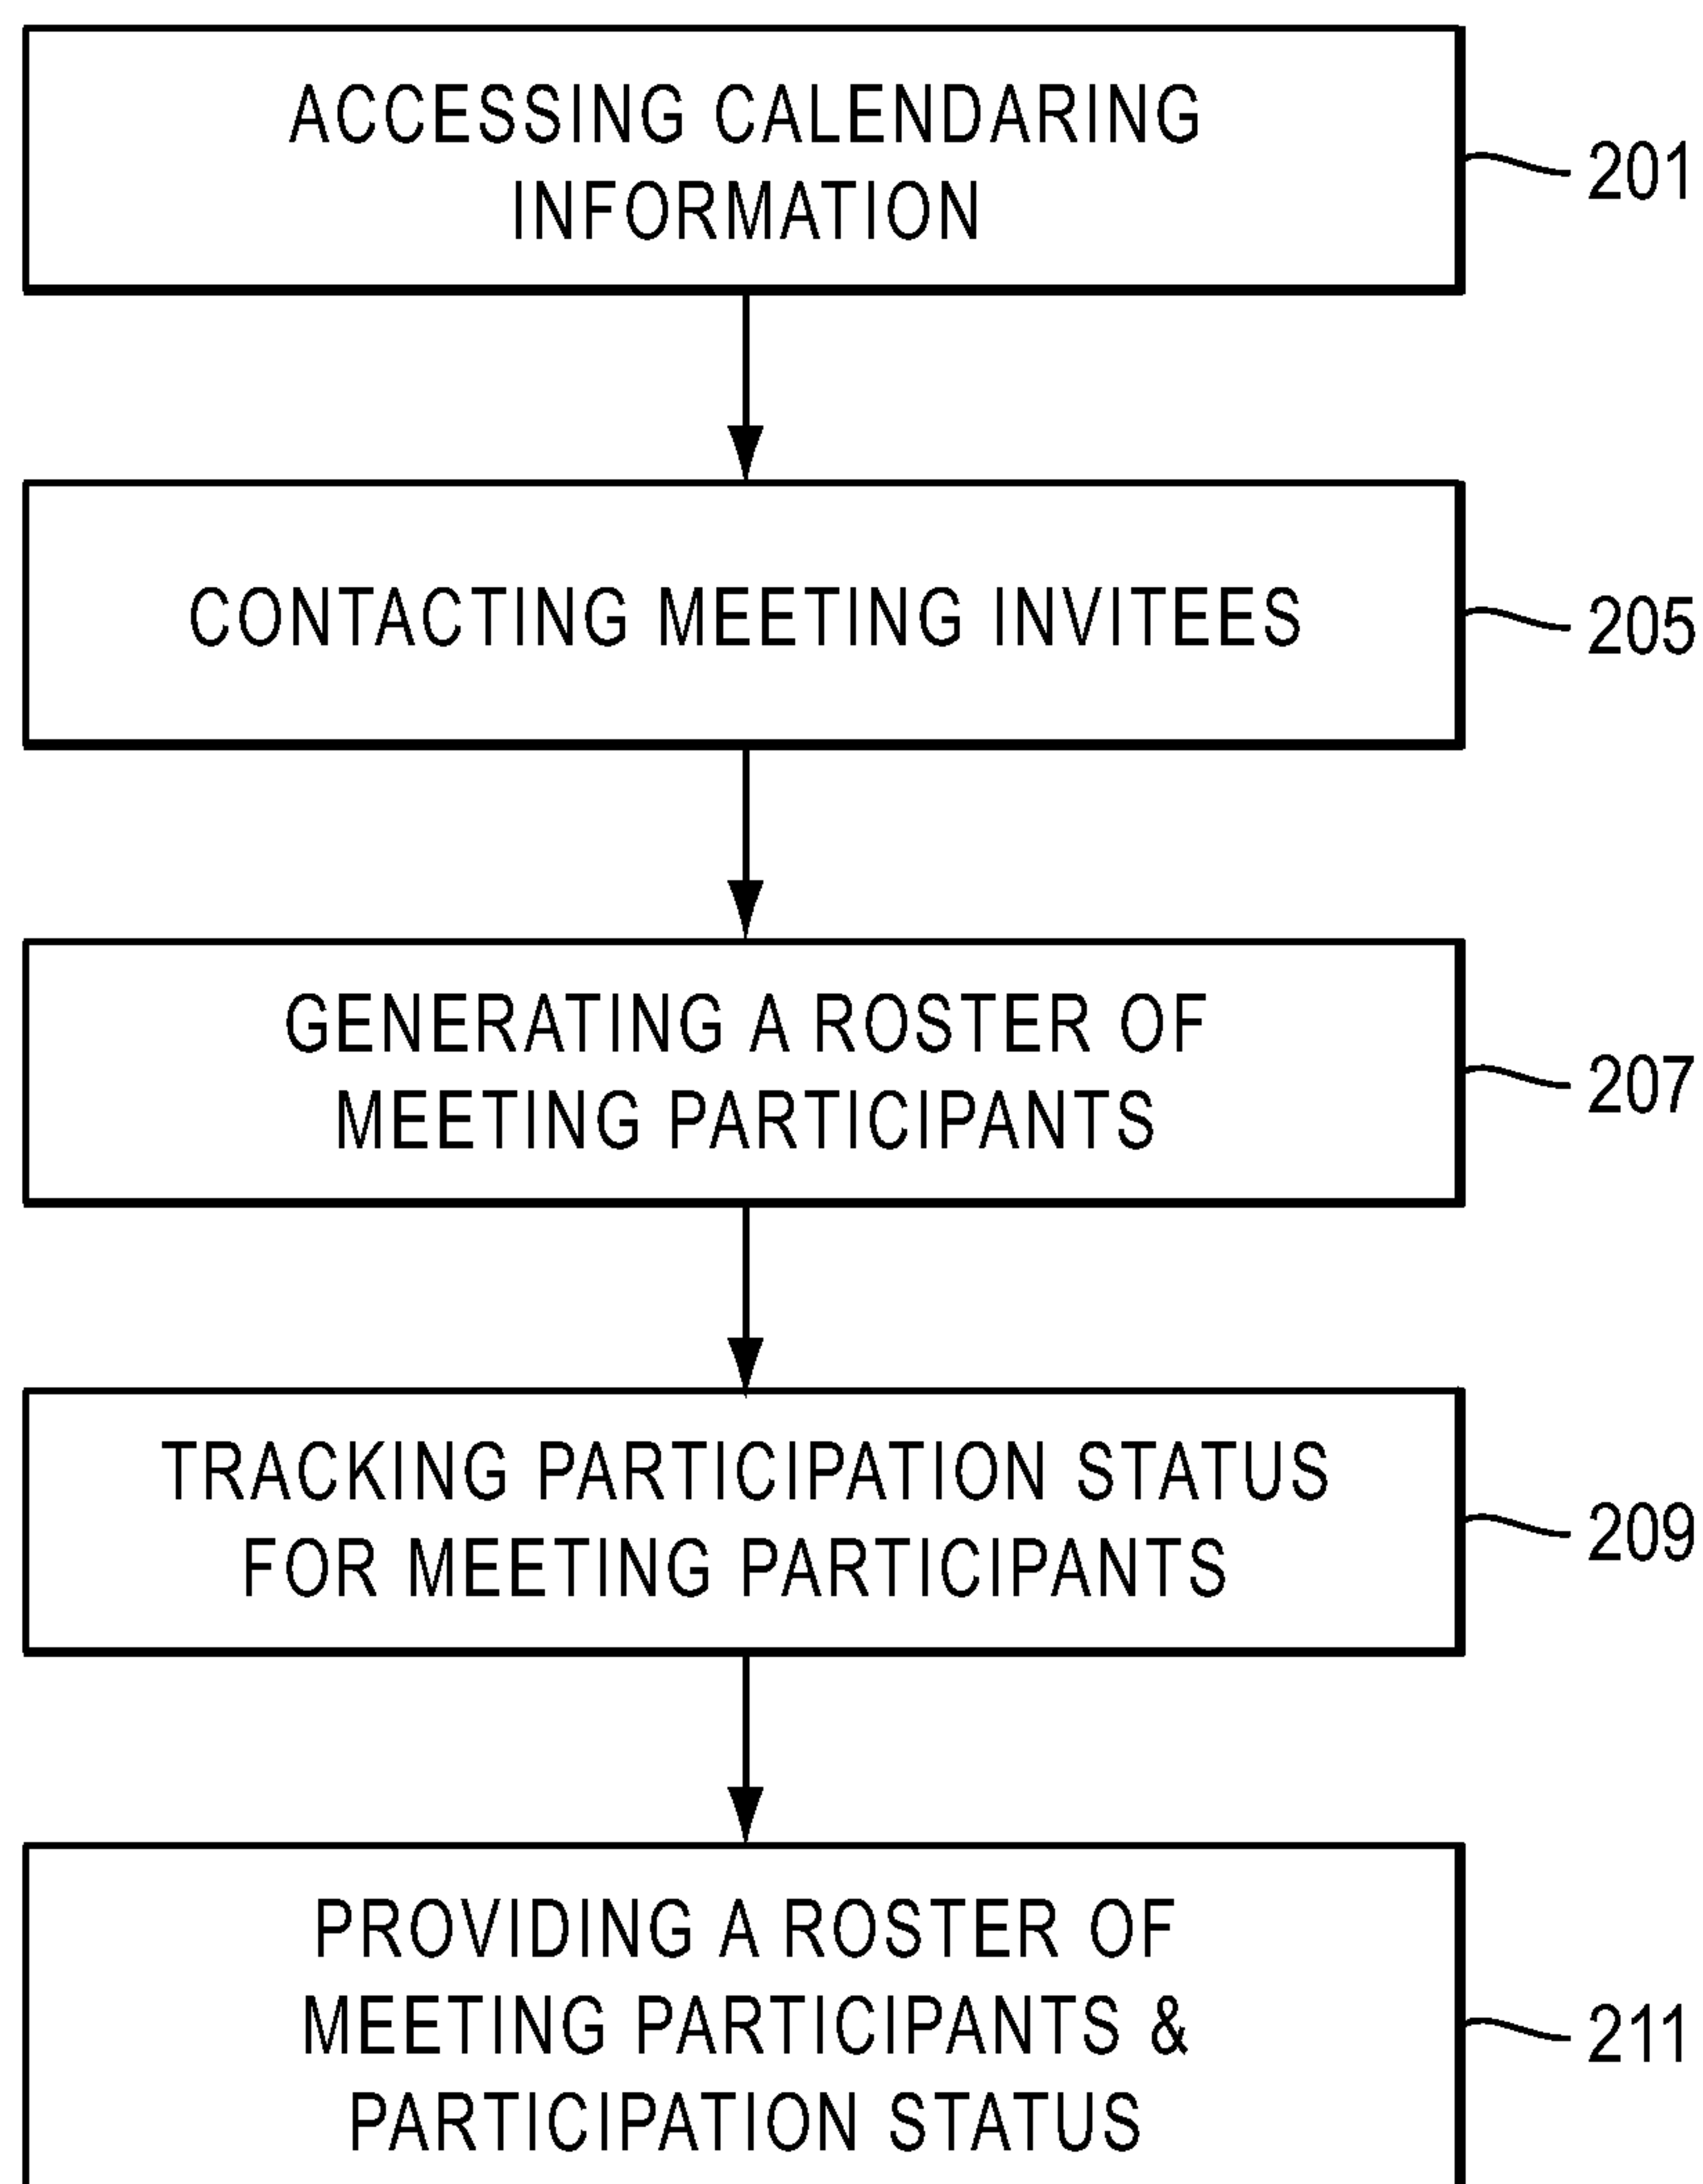 ACCESSING CALENDARING
INFORMATION
201
CONTACTING MEETING INVITEES
205
GENERATING A ROSTER OF
MEETING PARTICIPANTS
207
TRACKING PARTICIPATION STATUS
FOR MEETING PARTICIPANTS
209
PROVIDING A ROSTER OF
MEETING PARTICIPANTS &
PARTICIPATION STATUS
211